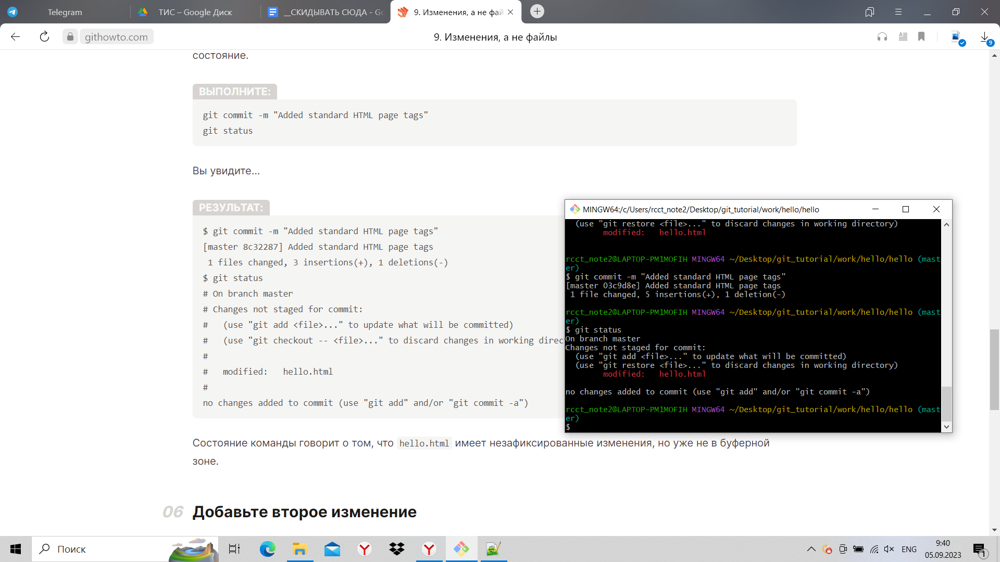 Telegram
ТИС – Google Диск
__СКИДЫВАТЬ СЮДА - Go
9. Изменения, а не фай
githowto.com
9. Изменения, а не файлы
9
состояние.
ВЫПОЛНИТЕ:
git commit -m "Added standard HTML page tags"
git status
Вы увидите...
РЕЗУЛЬТАТ:
$ git commit -m "Added standard HTML page tags"
[master 8c32287] Added standard HTML page tags
1 files changed, 3 insertions(+), 1 deletions(-)
$ git status
# On branch master
# Changes not staged for commit:
# (use "git add <file>..." to update what will be committed)
# (use "git checkout -- <file>..." to discard changes in working direc
#
# modified: hello.html
#
no changes added to commit (use "git add" and/or "git commit -a")
MINGW64:/c/Users/rcct_note2/Desktop/git_tutorial/work/hello/hello
(use "git restore <file>..." to discard changes in working directory)
modified: hello.html
rcct_note2@LAPTOP-PM1MOFIH MINGW64 ~/Desktop/git_tutorial/work/hello/hello (mast
er)
$ git commit -m "Added standard HTML page tags"
[master 03c9d8e] Added standard HTML page tags
1 file changed, 5 insertions(+), 1 deletion(-)
rcct_note2@LAPTOP-PM1MOFIH MINGW64 ~/Desktop/git_tutorial/work/hello/hello (mast
er)
$ git status
On branch master
Changes not staged for commit:
(use "git add <file>..." to update what will be committed)
(use "git restore <file>..." to discard changes in working directory)
modified: hello.html
no changes added to commit (use "git add" and/or "git commit -a")
rcct_note2@LAPTOP-PM1MOFIH MINGW64 ~/Desktop/git_tutorial/work/hello/hello (mast
er)
$
Состояние команды говорит о том, что hello.html имеет незафиксированные изменения, но уже не в буферной
зоне.
06 Добавьте второе изменение
Поиск
ENG
9:40
05.09.2023
1